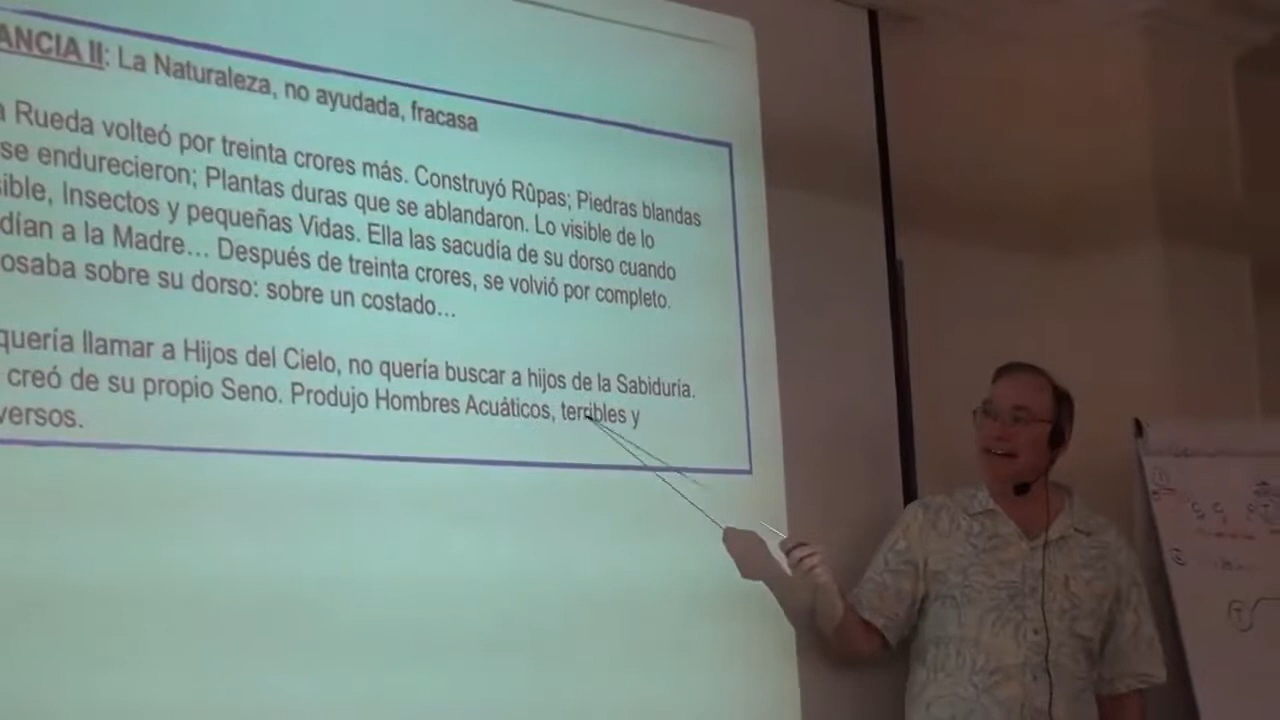 ANCIA II: La Naturaleza, no ayudada, fracasa
a Rueda volteó por treinta crores más. Construyó Rûpas; Piedras blandas
se endurecieron; Plantas duras que se ablandaron. Lo visible de lo
sible, Insectos y pequeñas Vidas. Ella las sacudía de su dorso cuando
dían a la Madre... Después de treinta crores, se volvió por completo.
osaba sobre su dorso: sobre un costado...
quería llamar a Hijos del Cielo, no quería buscar a hijos de la Sabiduría.
creó de su propio Seno. Produjo Hombres Acuáticos, terribles y
versos.